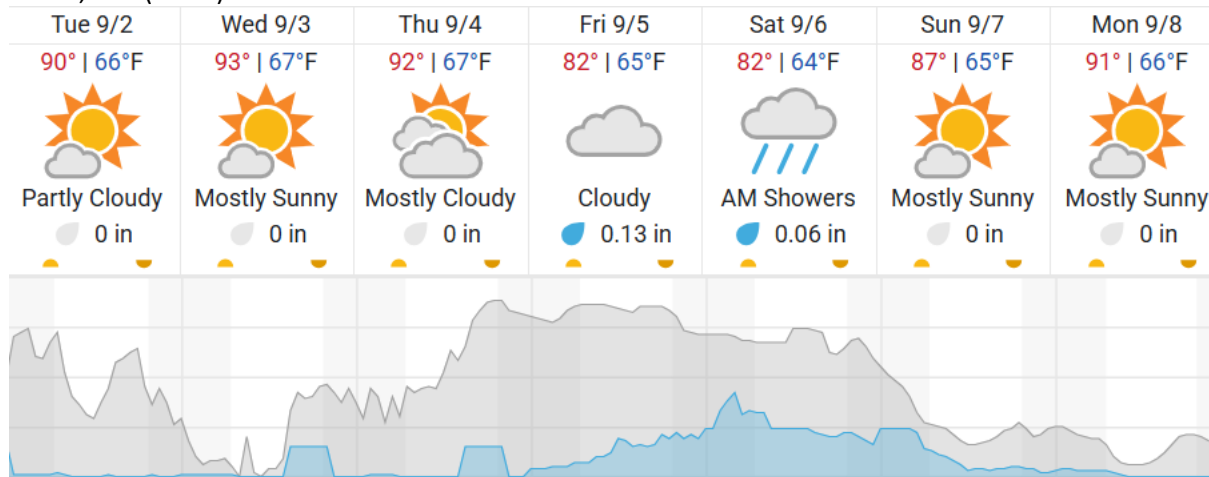 Tue 9/2 Wed 9/3 Thu 9/4 Fri 9/5 Sat 9/6 Sun 9/7 Mon 9/8
90° | 66°F 93° | 67°F 92° | 67°F 82° | 65°F 82° | 64°F 87° | 65°F 91° | 66°F
Partly Cloudy Mostly Sunny Mostly Cloudy Cloudy AM Showers Mostly Sunny Mostly Sunny
0 in 0 in 0 in 0.13 in 0.06 in 0 in 0 in